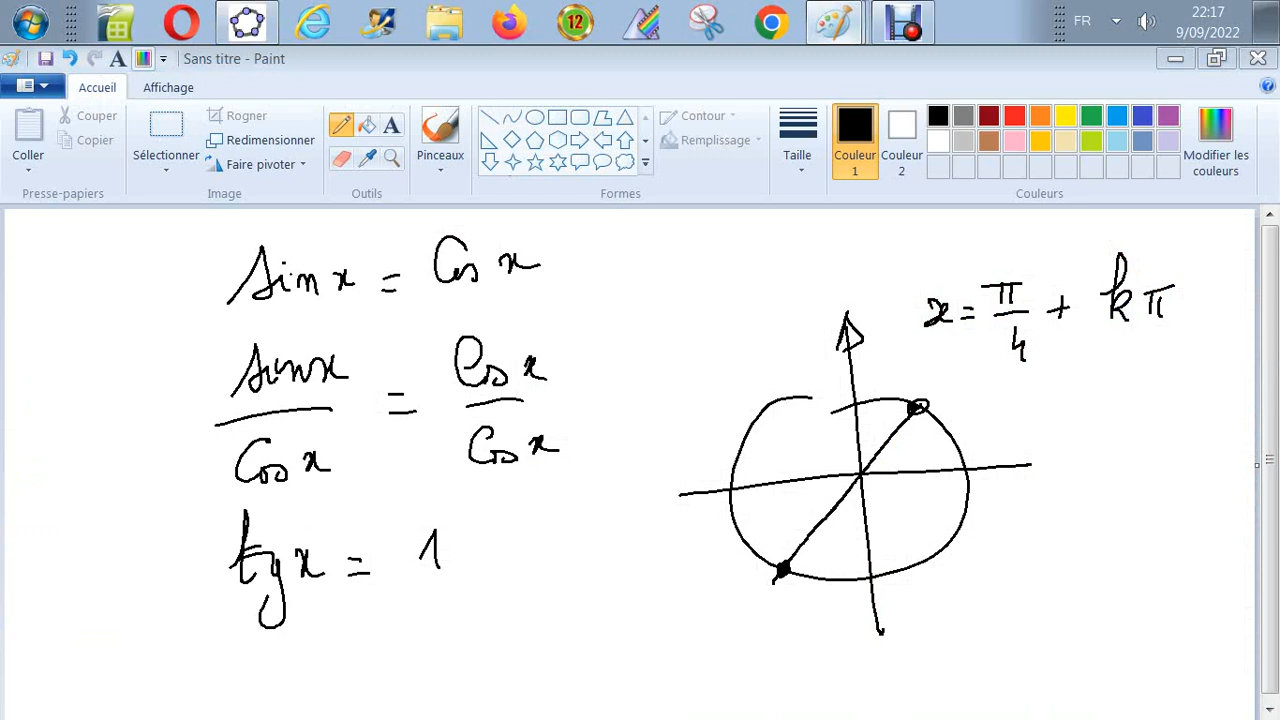 12
FR
22:17
9/09/2022
Sans titre - Paint
Accueil
Affichage
Coller
Couper
Copier
Presse-papiers
Sélectionner
Rogner
Redimensionner
Faire pivoter
Image
A
Outils
Pinceaux
Contour
Remplissage
Formes
Taille
Couleur 1
Couleur 2
Modifier les couleurs
Couleurs
sin x = Cos x
sin x / Cos x = Cos x / Cos x
tg x = 1
x = π/4 + kπ